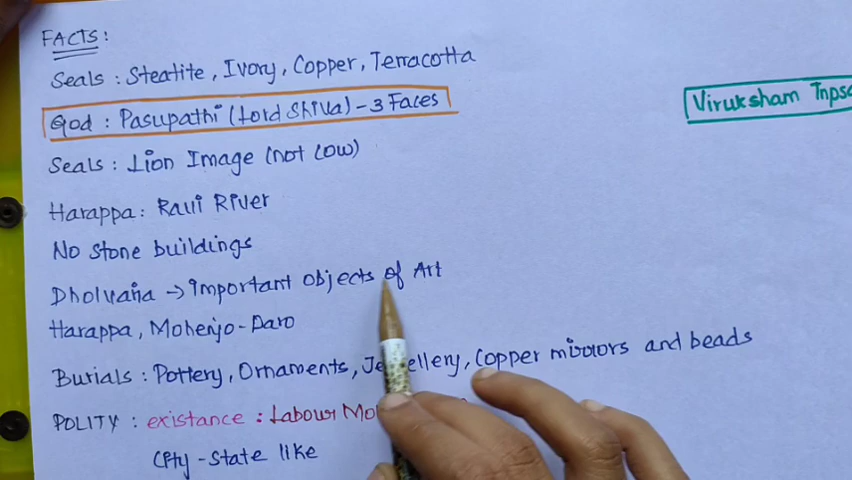 FACTS:
Seals: Steatite, Ivory, Copper, Terracotta
God: Pasupathi (Lord Shiva) - 3 Faces
Viruksham Tnpsc
Seals: Lion Image (not Cow)
Harappa: Ravi River
No Stone buildings
Dholvaria → Important Objects of Art
Harappa, Mohenjo-Daro
Burials: Pottery, Ornaments, Jewellery, Copper mirrors and beads
POLITY: existance: Labour
City-State like